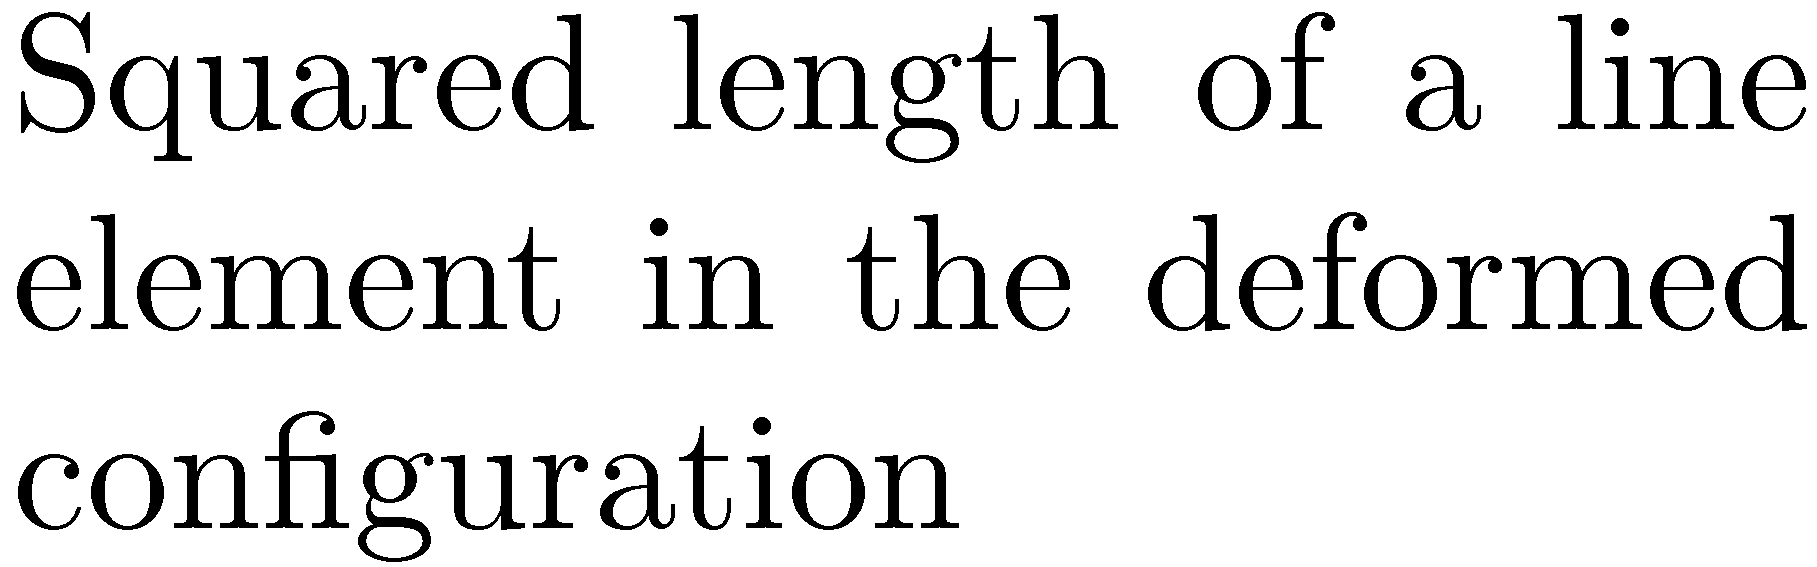 Squared length of a line
element in the deformed
configuration